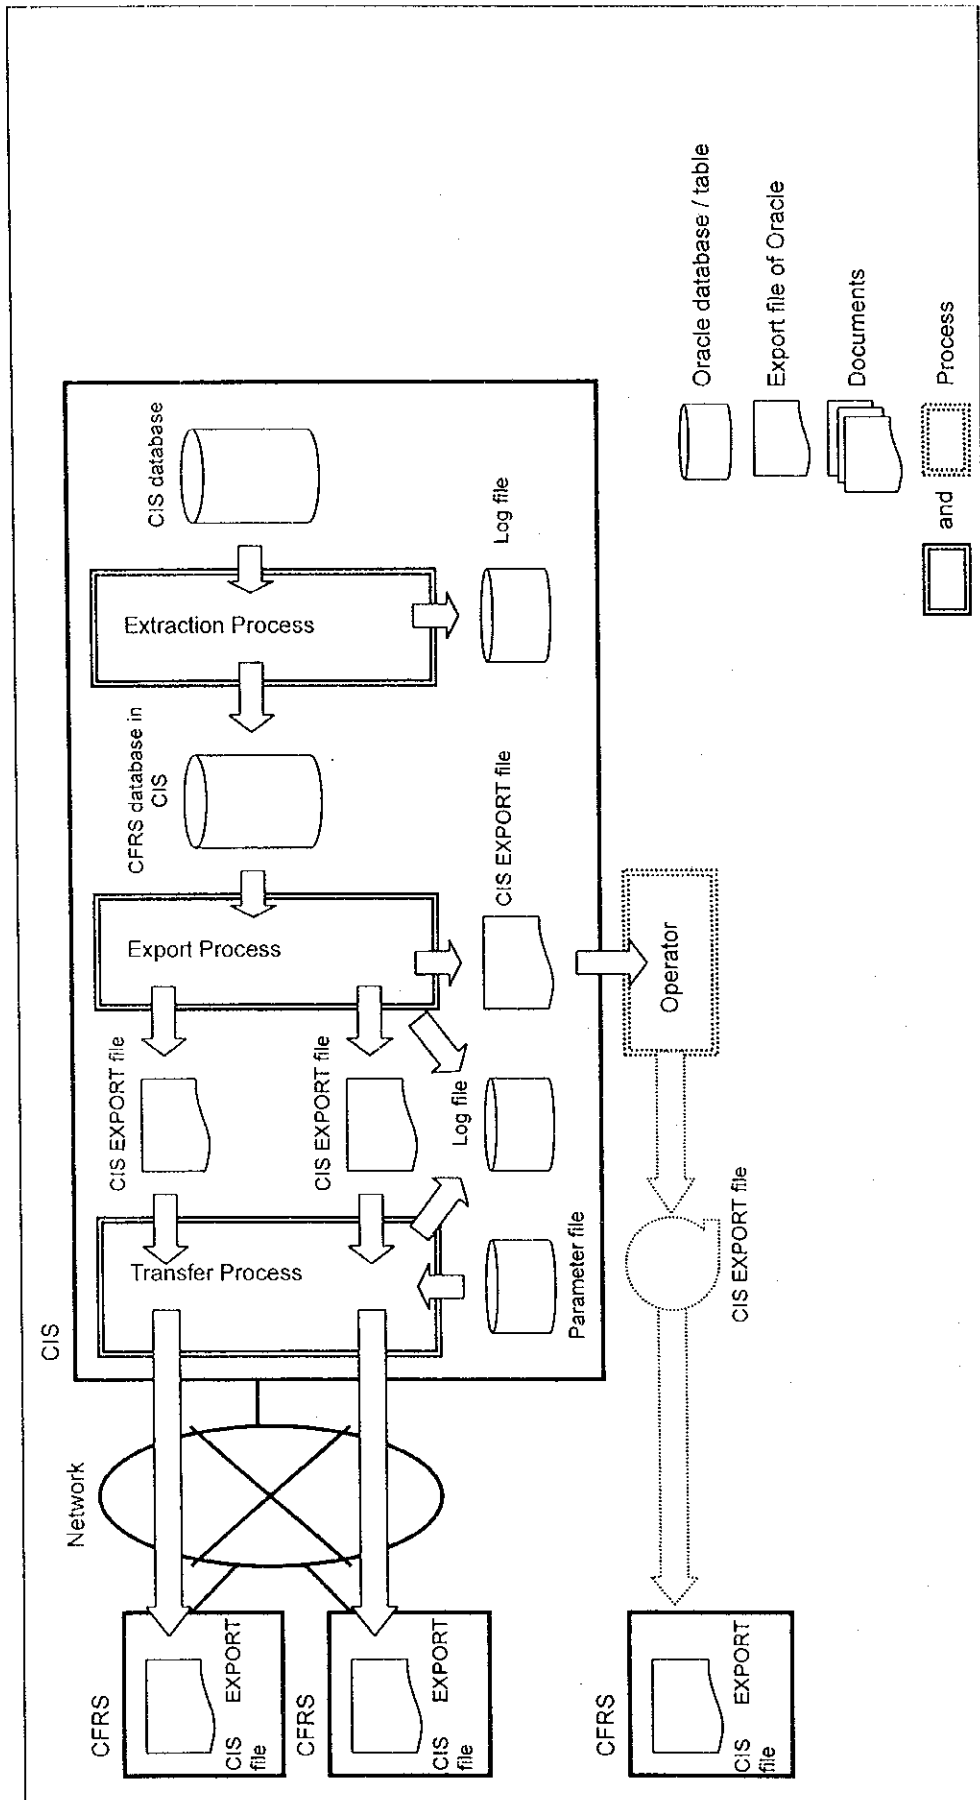 CIS
CIS database
Extraction Process
Log file
CFRS database in
CIS
Export Process
CIS EXPORT file
CIS EXPORT file
CIS EXPORT file
Log file
Transfer Process
Parameter file
Network
CFRS
CIS EXPORT
file
CFRS
CIS EXPORT
file
Operator
CIS EXPORT file
CFRS
CIS EXPORT
file
Oracle database / table
Export file of Oracle
Documents
and
Process